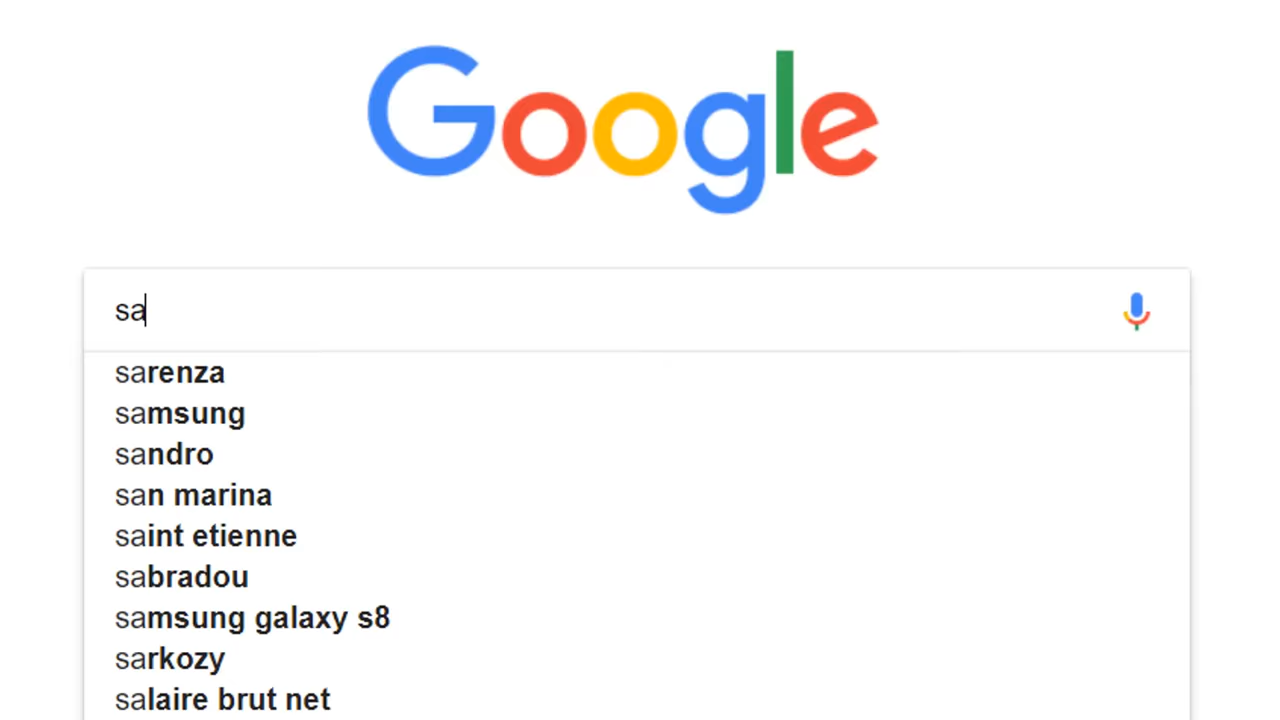 Google
sa
sarenza
samsung
sandro
san marina
saint etienne
sabradou
samsung galaxy s8
sarkozy
salaire brut net